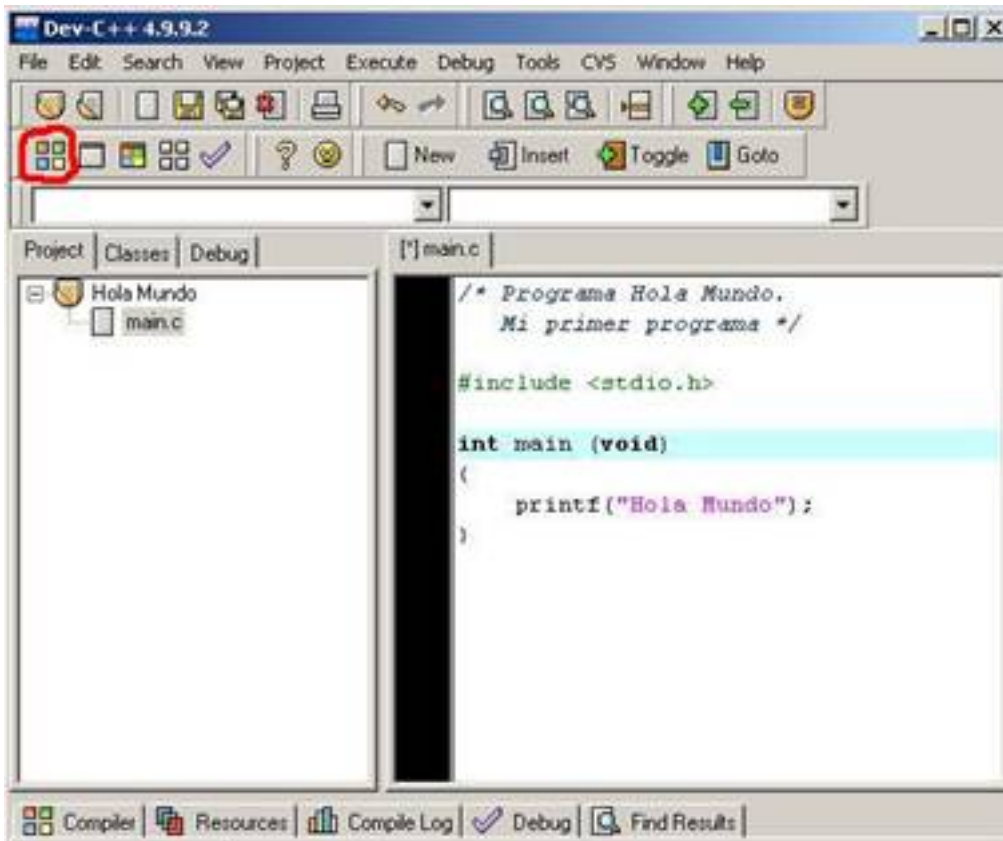 Dev-C++ 4.9.9.2
File Edit Search View Project Execute Debug Tools CVS Window Help
New Insert Toggle Goto
Project Classes Debug
[*] main.c
Hola Mundo
main.c
/* Programa Hola Mundo.
Mi primer programa */
#include <stdio.h>
int main (void)
{
printf("Hola Mundo");
}
Compiler Resources Compile Log Debug Find Results